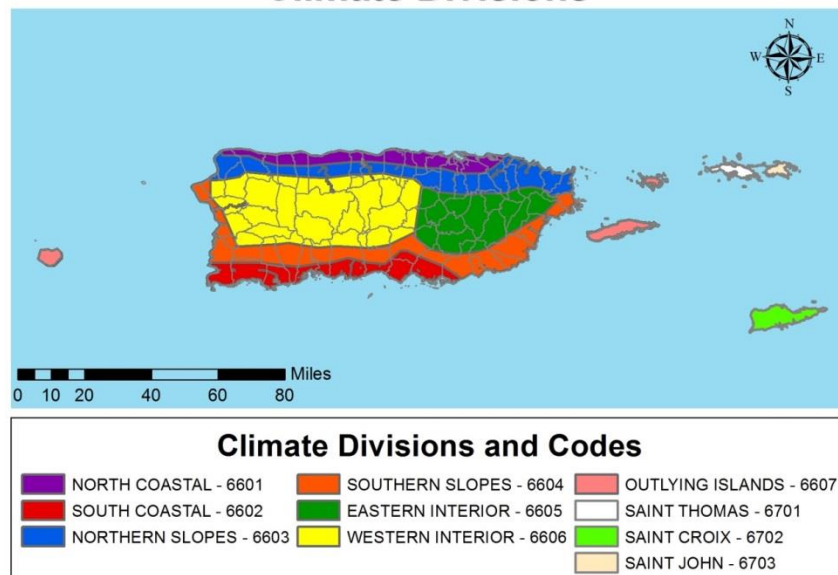 Climate Divisions
N
W E
S
Miles
0 10 20 40 60 80
Climate Divisions and Codes
NORTH COASTAL - 6601
SOUTH COASTAL - 6602
NORTHERN SLOPES - 6603
SOUTHERN SLOPES - 6604
EASTERN INTERIOR - 6605
WESTERN INTERIOR - 6606
OUTLYING ISLANDS - 6607
SAINT THOMAS - 6701
SAINT CROIX - 6702
SAINT JOHN - 6703